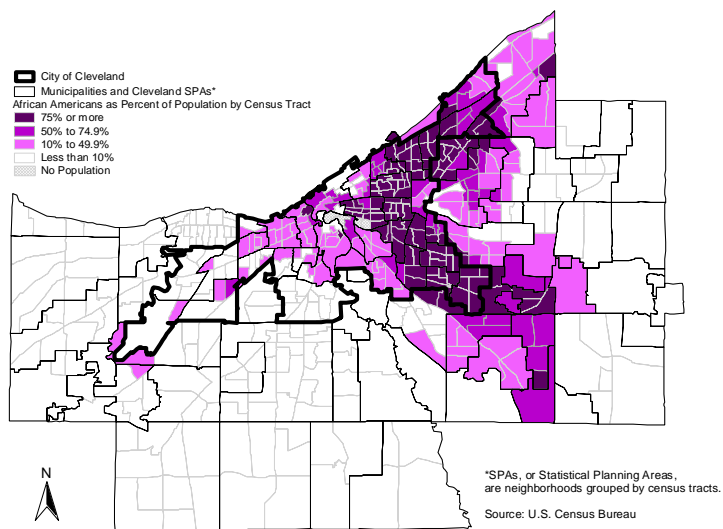 City of Cleveland
Municipalities and Cleveland SPAs*
African Americans as Percent of Population by Census Tract
75% or more
50% to 74.9%
10% to 49.9%
Less than 10%
No Population
N
*SPAs, or Statistical Planning Areas,
are neighborhoods grouped by census tracts.
Source: U.S. Census Bureau